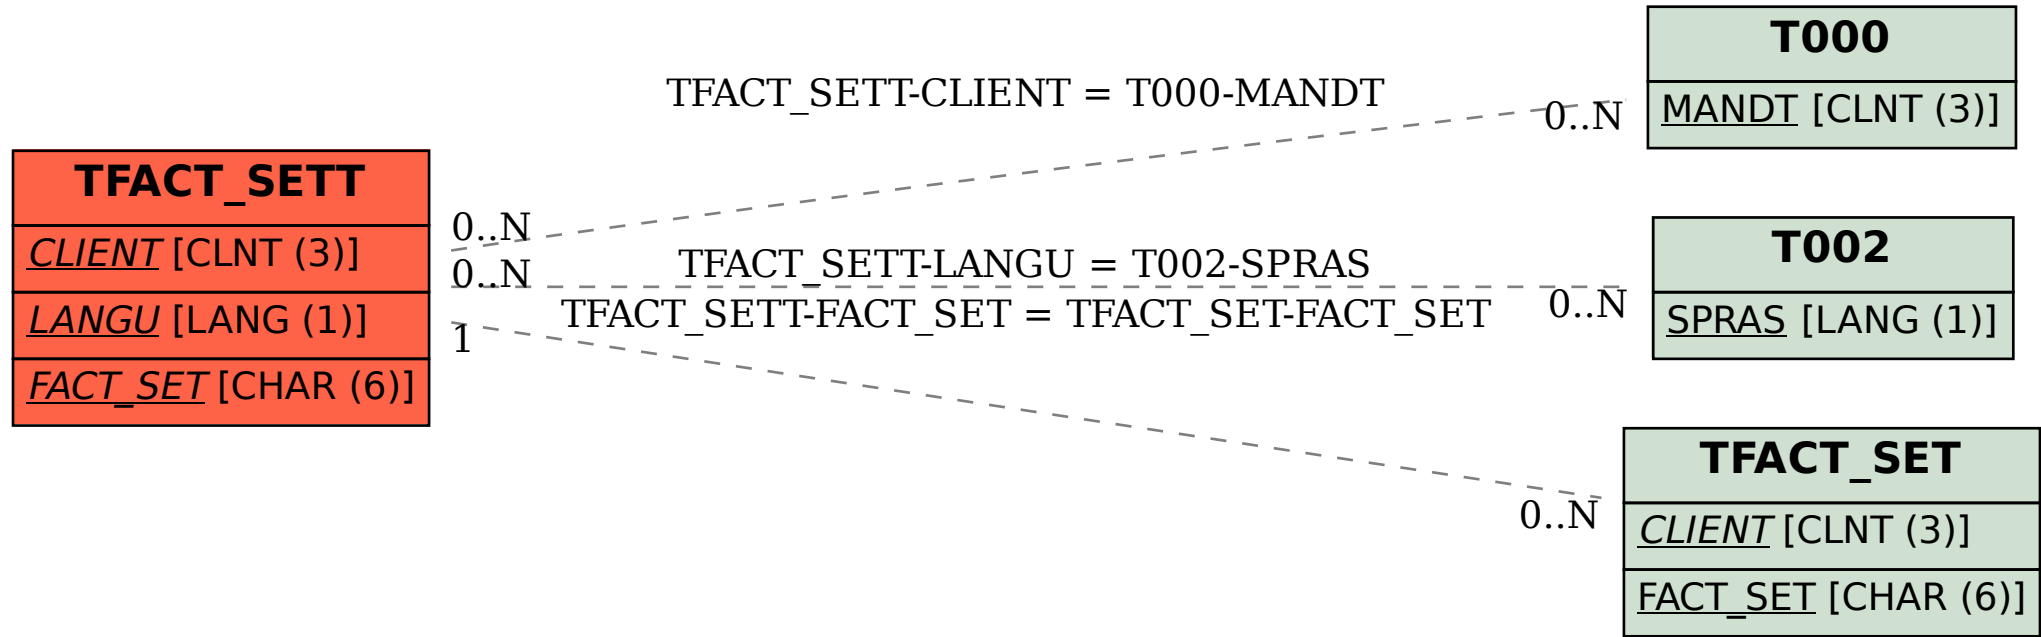 TFACT_SETT
CLIENT [CLNT (3)]
LANGU [LANG (1)]
FACT_SET [CHAR (6)]
TFACT_SETT-CLIENT = T000-MANDT
0..N
0..N
TFACT_SETT-LANGU = T002-SPRAS
0..N
0..N
TFACT_SETT-FACT_SET = TFACT_SET-FACT_SET
1
0..N
T000
MANDT [CLNT (3)]
T002
SPRAS [LANG (1)]
TFACT_SET
CLIENT [CLNT (3)]
FACT_SET [CHAR (6)]